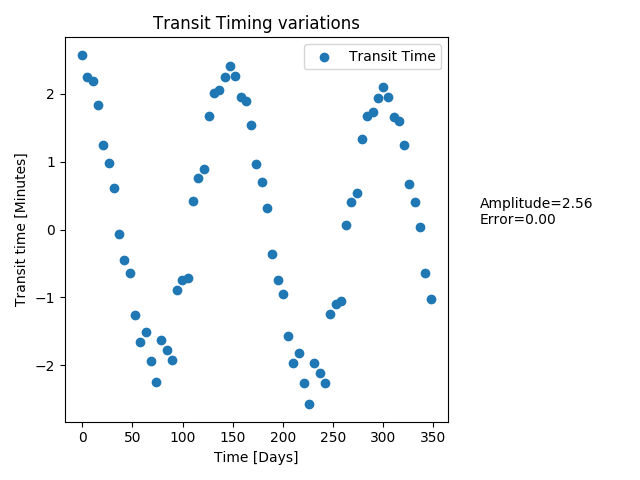 Transit Timing variations
Transit Time
Transit time [Minutes]
2
1
0
−1
−2
0 50 100 150 200 250 300 350
Time [Days]
Amplitude=2.56
Error=0.00